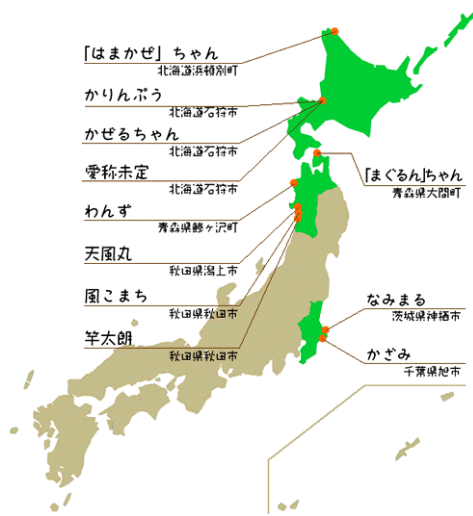 「はまかぜ」ちゃん
北海道浜頓別町
かりんぷう
北海道石狩市
かぜるちゃん
北海道石狩市
愛称未定
北海道石狩市
わんず
青森県鰺ヶ沢町
天風丸
秋田県潟上市
風こまち
秋田県秋田市
竿太朗
秋田県秋田市
「まぐるん」ちゃん
青森県大間町
なみまる
茨城県神栖市
かざみ
千葉県旭市